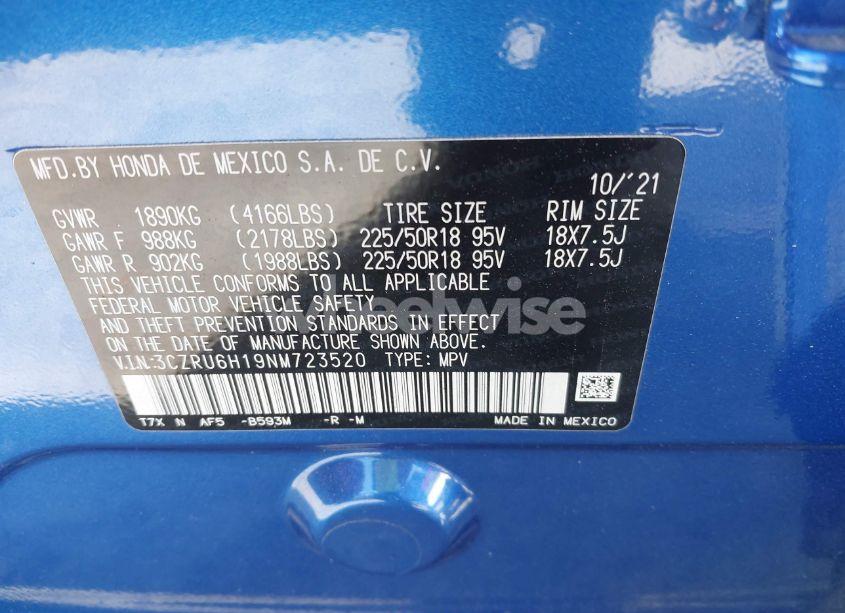 MFD.BY HONDA DE MEXICO S.A. DE C.V.
10/'21
GVWR 1890KG (4166LBS) TIRE SIZE RIM SIZE
GAWR F 988KG (2178LBS) 225/50R18 95V 18X7.5J
GAWR R 902KG (1988LBS) 225/50R18 95V 18X7.5J
THIS VEHICLE CONFORMS TO ALL APPLICABLE
FEDERAL MOTOR VEHICLE SAFETY
AND THEFT PREVENTION STANDARDS IN EFFECT
ON THE DATE OF MANUFACTURE SHOWN ABOVE.
V.I.N:3CZRU6H19NM723520 TYPE: MPV
T7X N AF5 -B593M -R -M MADE IN MEXICO